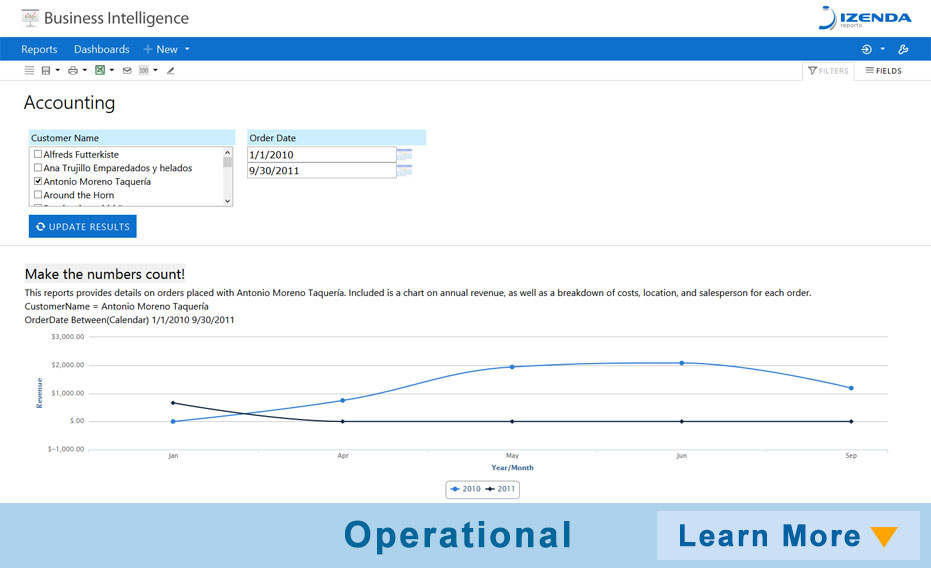 Business Intelligence
IZENDA
reports
Reports Dashboards New
FILTERS FIELDS
Accounting
Customer Name Order Date
Alfreds Futterkiste 1/1/2010
Ana Trujillo Emparedados y helados
Antonio Moreno Taquería 9/30/2011
Around the Horn
UPDATE RESULTS
Make the numbers count!
This reports provides details on orders placed with Antonio Moreno Taquería. Included is a chart on annual revenue, as well as a breakdown of costs, location, and salesperson for each order.
CustomerName = Antonio Moreno Taquería
OrderDate Between(Calendar) 1/1/2010 9/30/2011
$3,000.00
$2,000.00
$1,000.00
$.00
$-1,000.00
Revenue
Jan Apr May Jun Sep
Year/Month
2010 2011
Operational Learn More